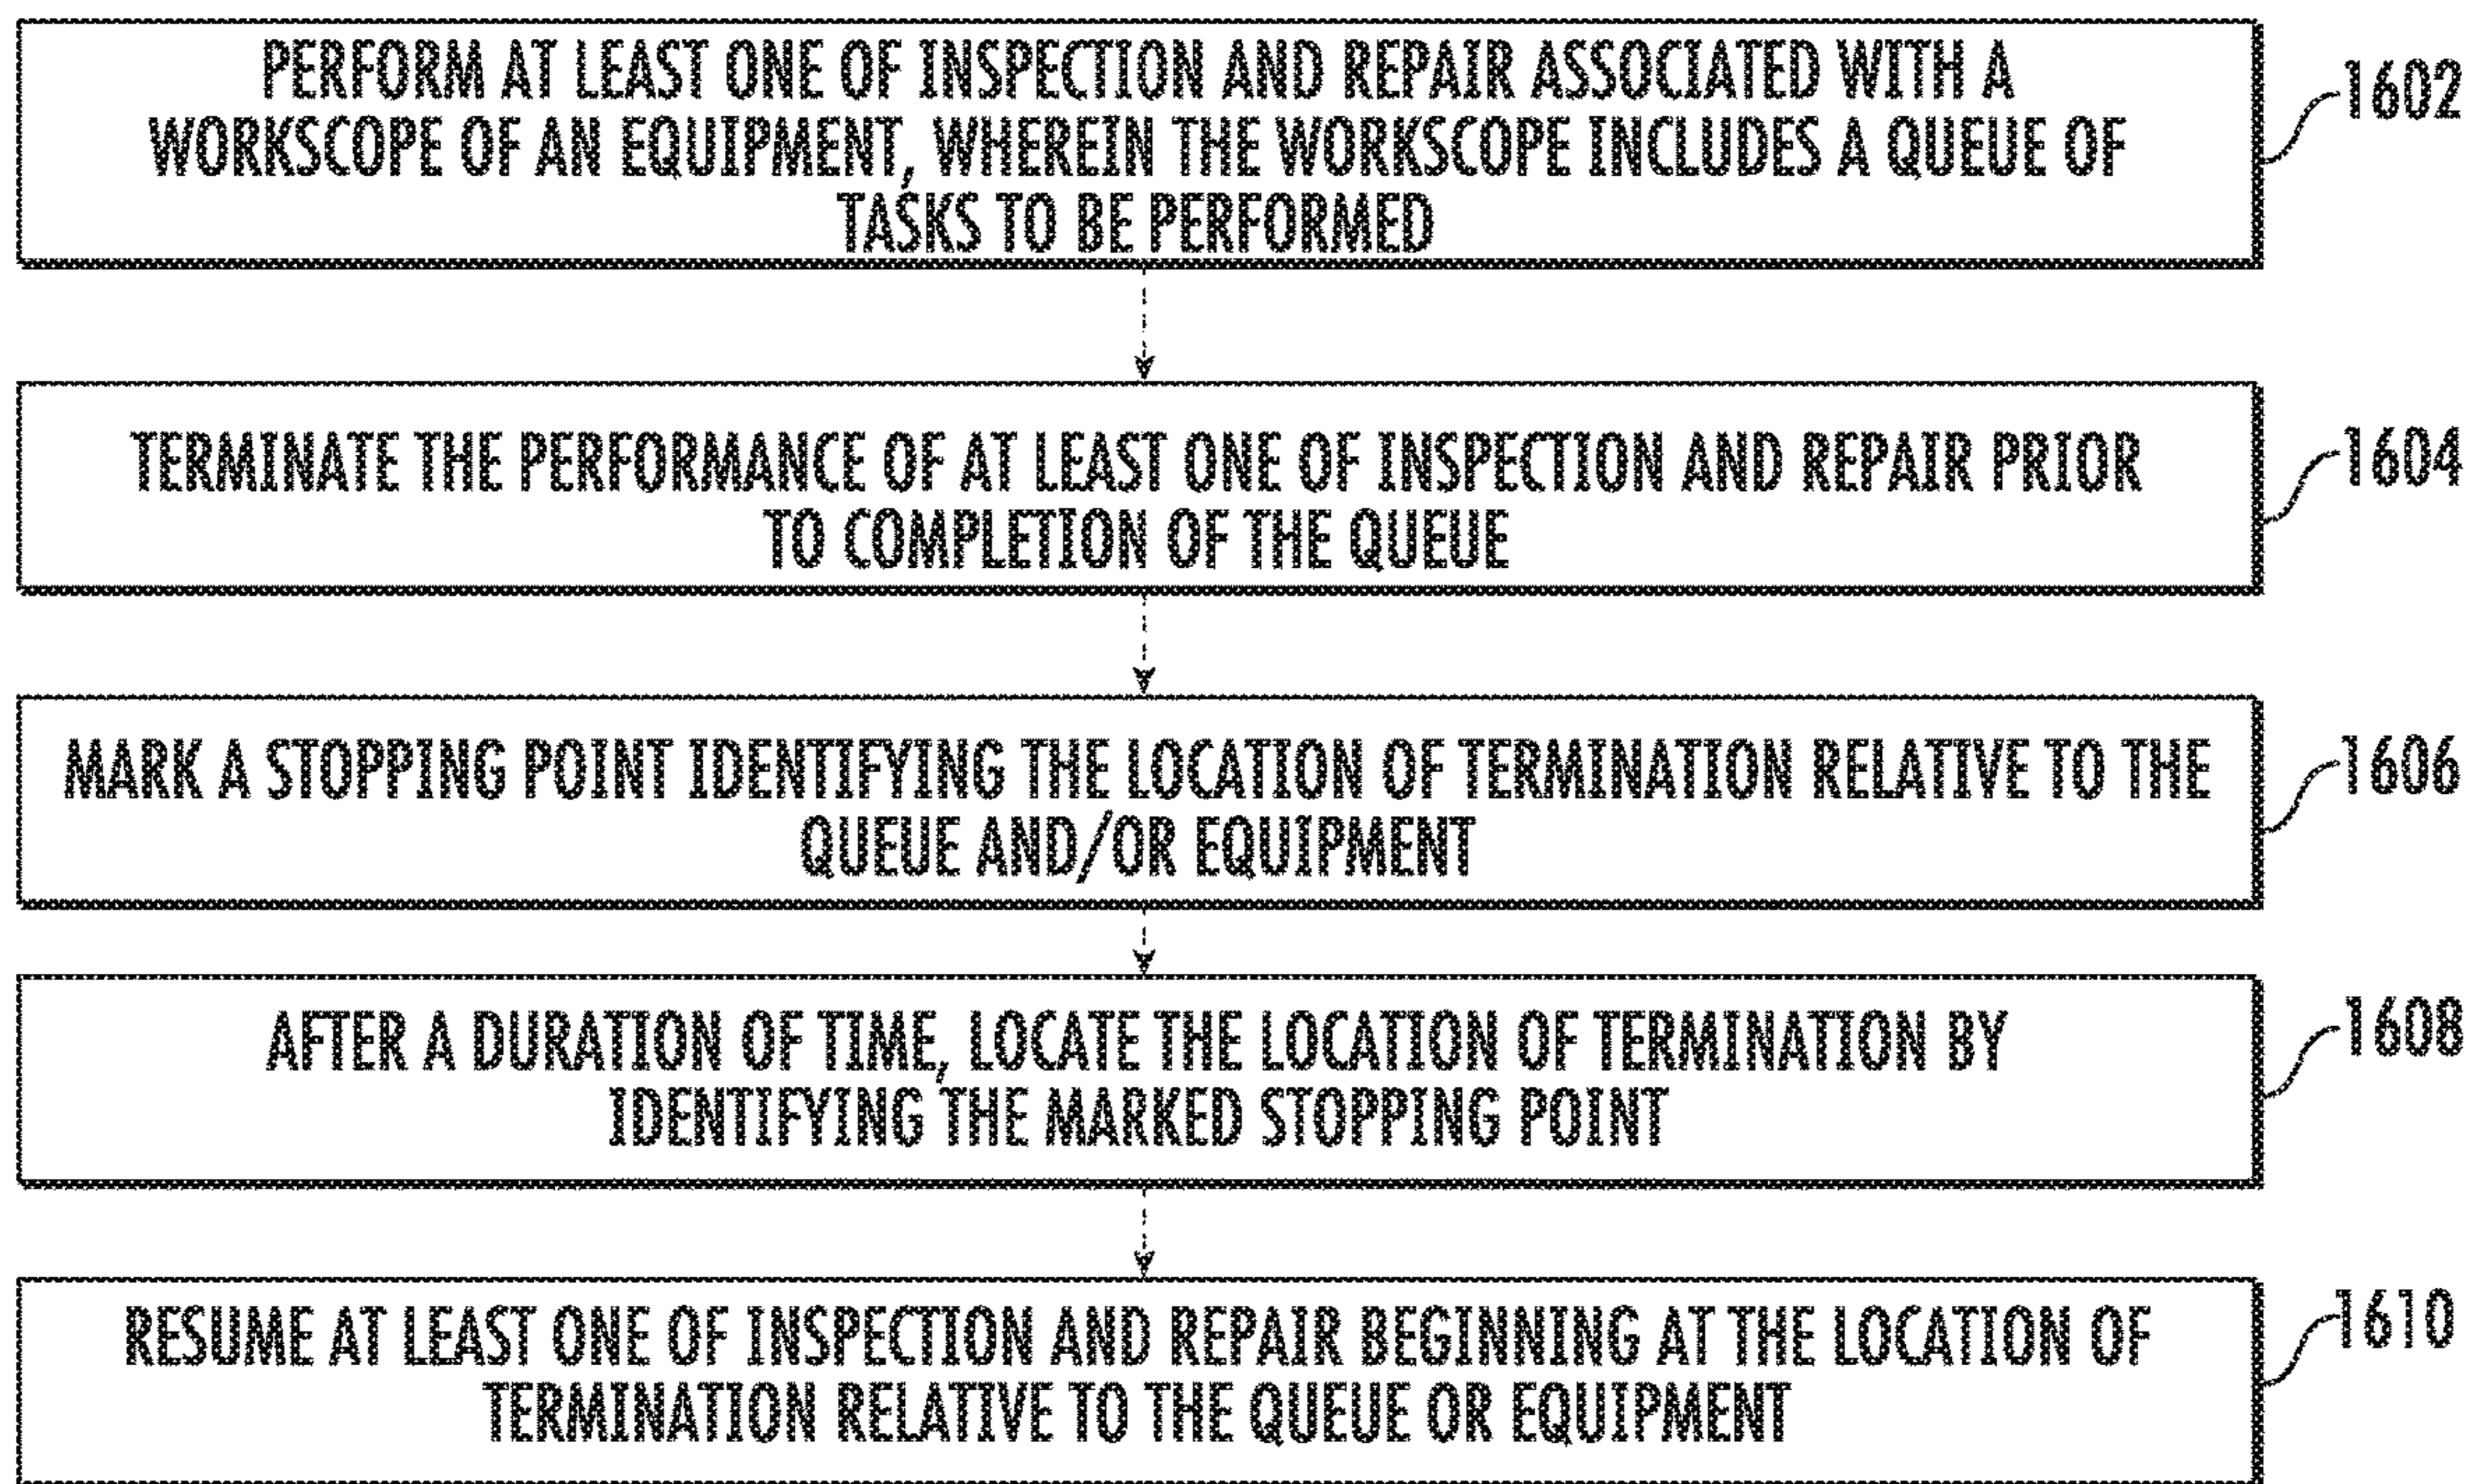 PERFORM AT LEAST ONE OF INSPECTION AND REPAIR ASSOCIATED WITH A
WORKSCOPE OF AN EQUIPMENT, WHEREIN THE WORKSCOPE INCLUDES A QUEUE OF
TASKS TO BE PERFORMED
1602
TERMINATE THE PERFORMANCE OF AT LEAST ONE OF INSPECTION AND REPAIR PRIOR
TO COMPLETION OF THE QUEUE
1604
MARK A STOPPING POINT IDENTIFYING THE LOCATION OF TERMINATION RELATIVE TO THE
QUEUE AND/OR EQUIPMENT
1606
AFTER A DURATION OF TIME, LOCATE THE LOCATION OF TERMINATION BY
IDENTIFYING THE MARKED STOPPING POINT
1608
RESUME AT LEAST ONE OF INSPECTION AND REPAIR BEGINNING AT THE LOCATION OF
TERMINATION RELATIVE TO THE QUEUE OR EQUIPMENT
1610